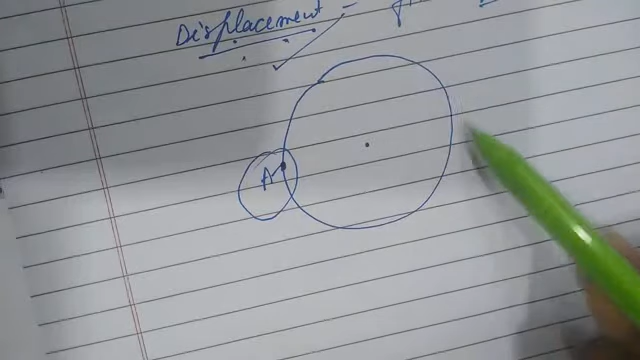 Displacement =
A